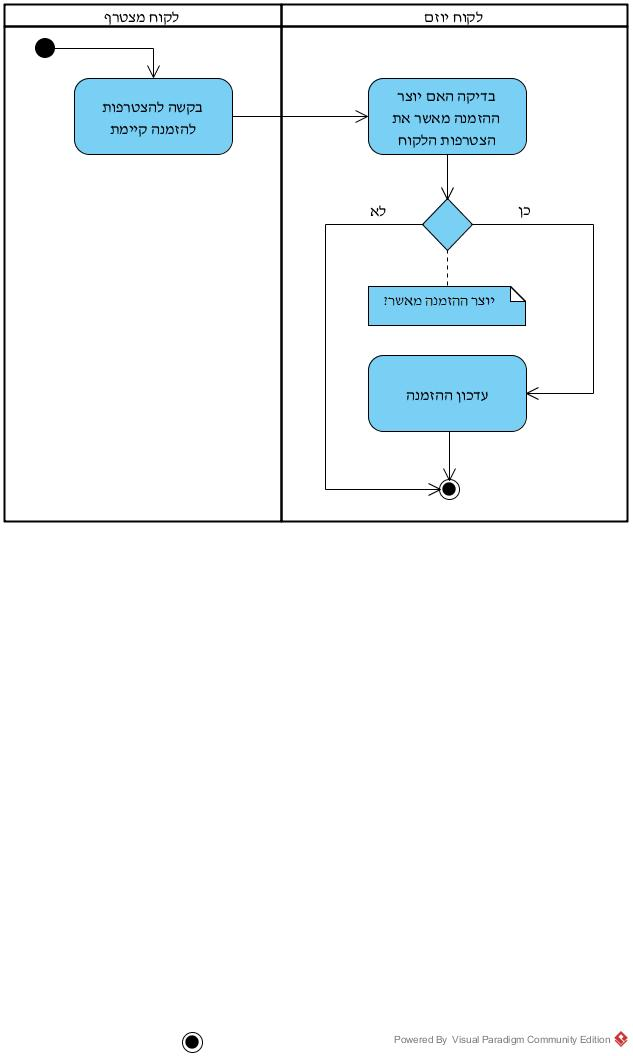 לקוח מצטרף
לקוח יוזם
בקשה להצטרפות
להזמנה קיימת
בדיקה האם יוצר
ההזמנה מאשר את
הצטרפות הלקוח
לא
כן
יוצר ההזמנה מאשר?
עדכון ההזמנה
Powered By Visual Paradigm Community Edition